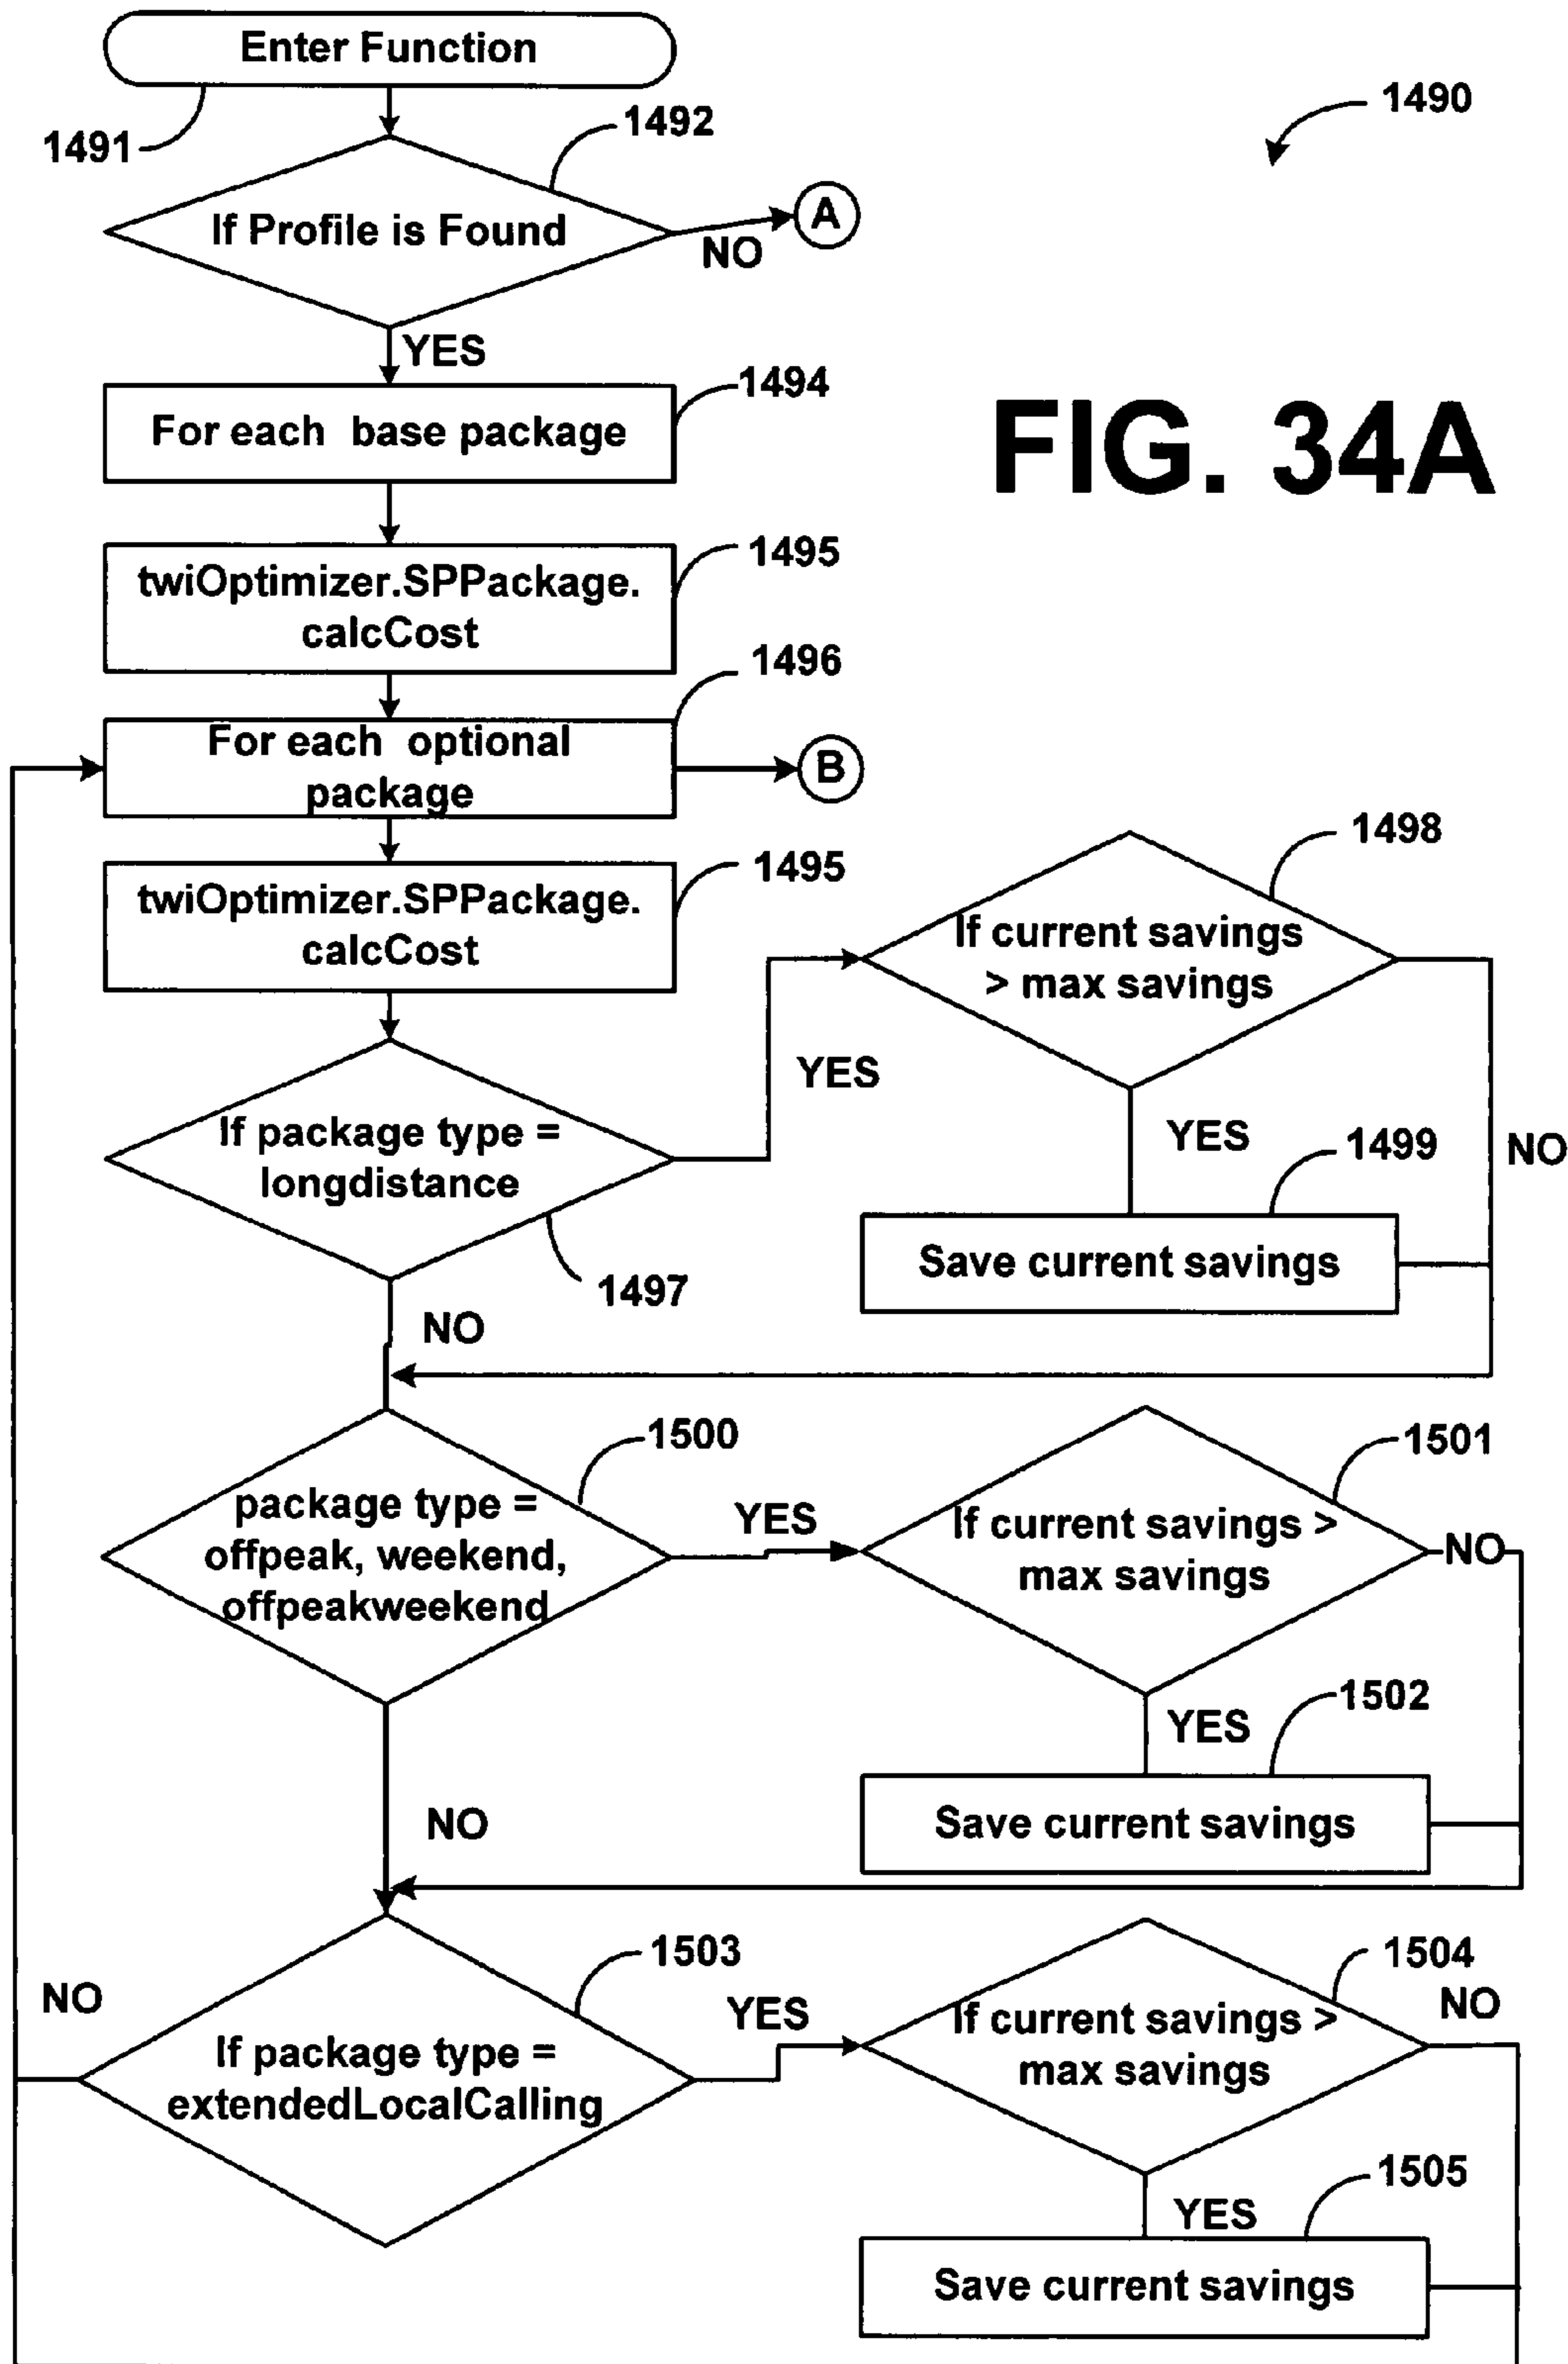 Enter Function
1490
1491
1492
If Profile is Found
A
NO
YES
1494
For each base package
FIG. 34A
1495
twiOptimizer.SPPackage.
calcCost
1496
For each optional
package
B
1495
twiOptimizer.SPPackage.
calcCost
1498
If current savings
> max savings
YES
If package type =
longdistance
YES
1499
NO
Save current savings
1497
NO
1500
1501
package type =
offpeak, weekend,
offpeakweekend
YES
If current savings >
max savings
NO
1502
YES
NO
Save current savings
1503
1504
NO
YES
If current savings >
max savings
NO
If package type =
extendedLocalCalling
1505
YES
Save current savings